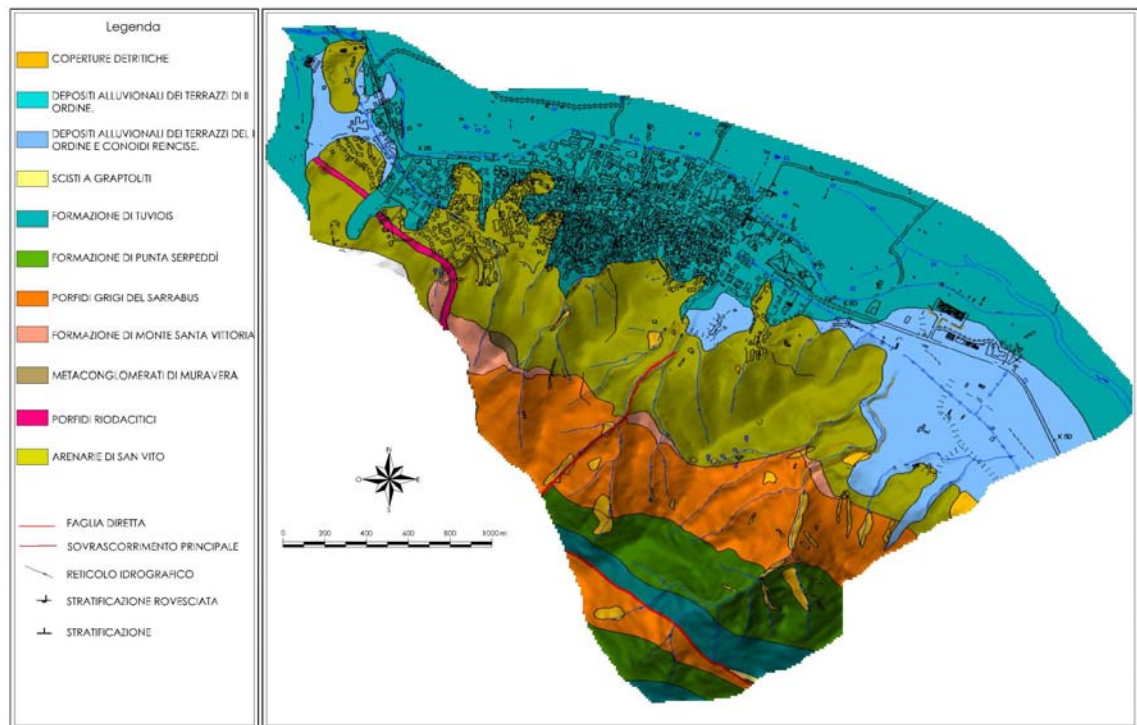 Legenda
COPERTURE DETRITICHE
DEPOSITI ALLUVIONALI DEI TERRAZZI DI II
ORDINE.
DEPOSITI ALLUVIONALI DEI TERRAZZI DEL I
ORDINE E CONOIDI REINCISE.
SCISTI A GRAPTOLITI
FORMAZIONE DI TUVIOIS
FORMAZIONE DI PUNTA SERPEDDÌ
PORFIDI GRIGI DEL SARRABUS
FORMAZIONE DI MONTE SANTA VITTORIA
METACONGLOMERATI DI MURAVERA
PORFIDI RIODACITICI
ARENARIE DI SAN VITO
FAGLIA DIRETTA
SOVRASCORRIMENTO PRINCIPALE
RETICOLO IDROGRAFICO
STRATIFICAZIONE ROVESCIATA
STRATIFICAZIONE
N
O E
S
0 200 400 600 800 1000 m